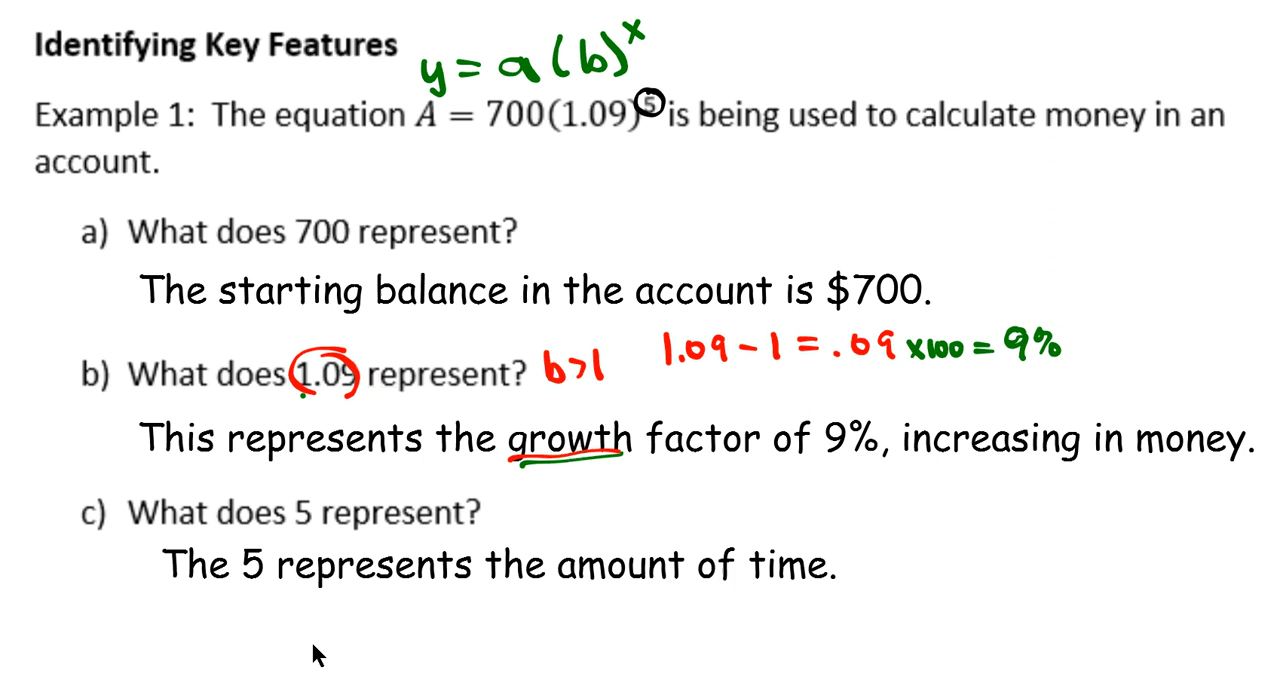 Identifying Key Features
y = a (b)^x
Example 1: The equation A = 700(1.09)^5 is being used to calculate money in an
account.
a) What does 700 represent?
The starting balance in the account is $700.
1.09 - 1 = .09 x100 = 9%
b) What does 1.09 represent? b>1
This represents the growth factor of 9%, increasing in money.
c) What does 5 represent?
The 5 represents the amount of time.